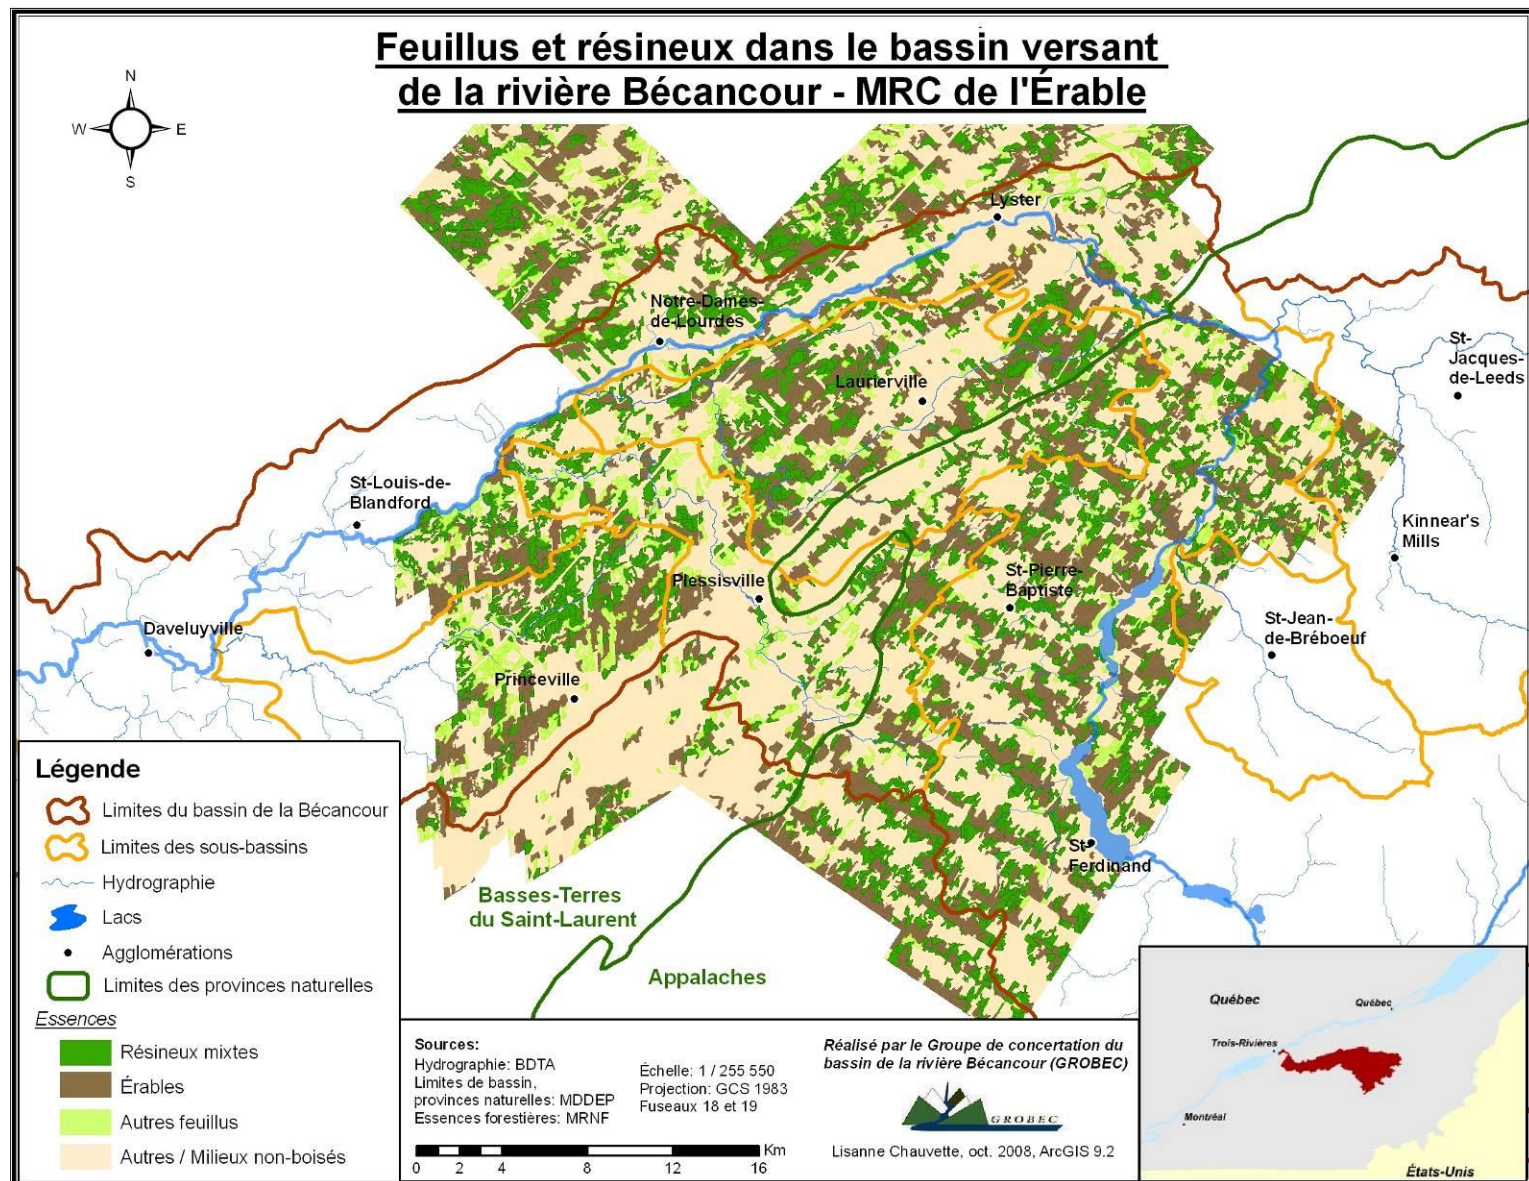 Feuillus et résineux dans le bassin versant
de la rivière Bécancour - MRC de l'Érable
N
W
E
S
Lyster
Notre-Dames-
de-Lourdes
St-
Jacques-
de-Leeds
Laurierville
St-Louis-de-
Blandford
Kinnear's
Mills
Plessisville
St-Pierre-
Baptiste
Daveluyville
St-Jean-
de-Bréboeuf
Princeville
St-
Ferdinand
Basses-Terres
du Saint-Laurent
Appalaches
Légende
Limites du bassin de la Bécancour
Limites des sous-bassins
Hydrographie
Lacs
Agglomérations
Limites des provinces naturelles
Essences
Résineux mixtes
Érables
Autres feuillus
Autres / Milieux non-boisés
Sources:
Hydrographie: BDTA
Limites de bassin,
provinces naturelles: MDDEP
Essences forestières: MRNF
Échelle: 1 / 255 550
Projection: GCS 1983
Fuseaux 18 et 19
0 2 4 8 12 16 Km
Réalisé par le Groupe de concertation du
bassin de la rivière Bécancour (GROBEC)
GROBEC
Lisanne Chauvette, oct. 2008, ArcGIS 9.2
Québec
Québec
Trois-Rivières
Montréal
États-Unis